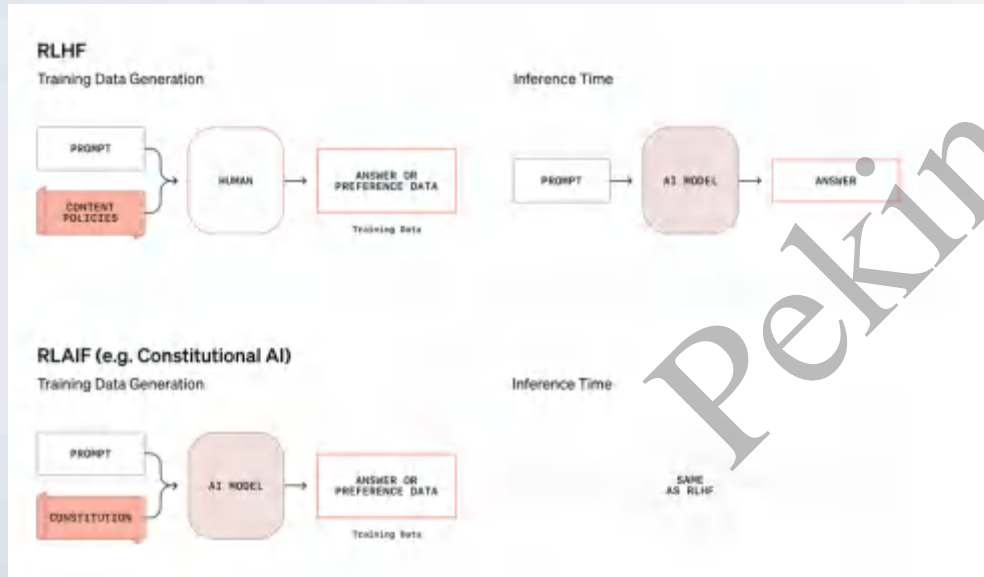 RLHF
Training Data Generation
Inference Time
PROMPT
CONTENT
POLICIES
HUMAN
ANSWER OR
PREFERENCE DATA
Training Data
PROMPT
AI MODEL
ANSWER
RLAIF (e.g. Constitutional AI)
Training Data Generation
Inference Time
PROMPT
CONSTITUTION
AI MODEL
ANSWER OR
PREFERENCE DATA
Training Data
SAME
AS RLHF
Pekin